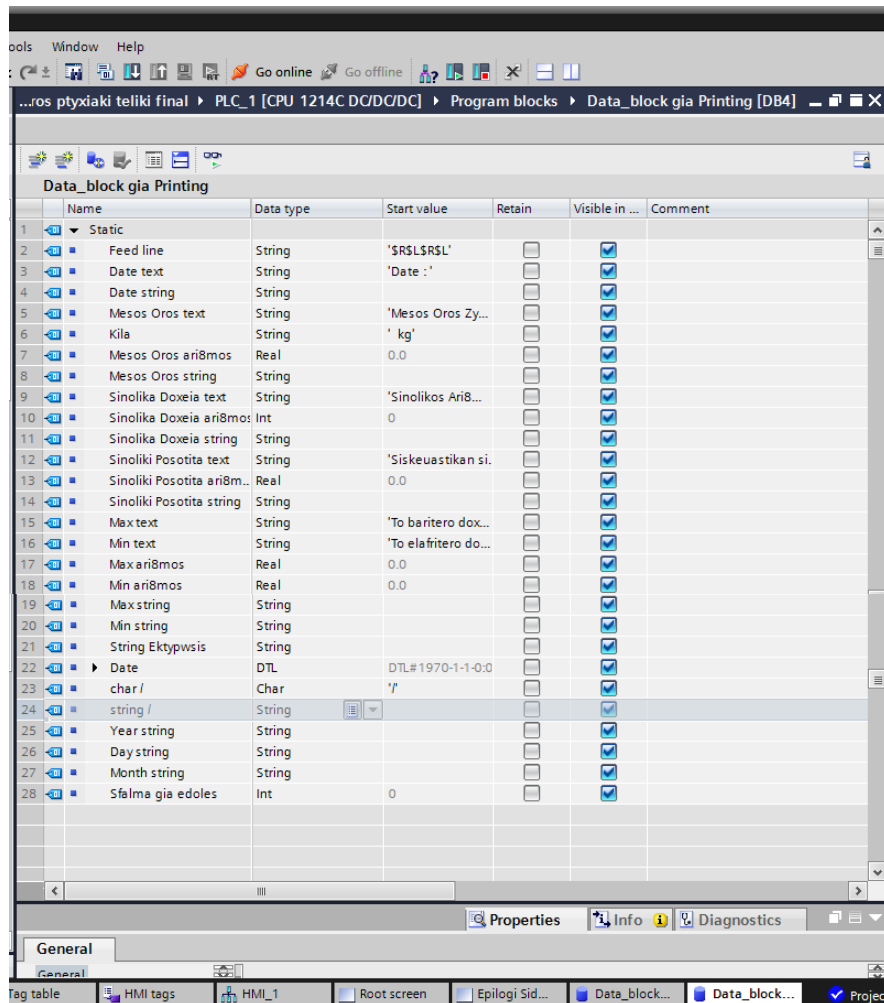 ools Window Help
Go online Go offline
...ros ptyxiaki teliki final PLC_1 [CPU 1214C DC/DC/DC] Program blocks Data_block gia Printing [DB4]
Data_block gia Printing
Name Data type Start value Retain Visible in ... Comment
1 Static
2 Feed line String '$R$L$R$L'
3 Date text String 'Date : '
4 Date string String
5 Mesos Oros text String 'Mesos Oros Zy...
6 Kila String ' kg'
7 Mesos Oros ari8mos Real 0.0
8 Mesos Oros string String
9 Sinolika Doxeia text String 'Sinolikos Ari8...
10 Sinolika Doxeia ari8mos Int 0
11 Sinolika Doxeia string String
12 Sinoliki Posotita text String 'Siskeuastikan si.
13 Sinoliki Posotita ari8m... Real 0.0
14 Sinoliki Posotita string String
15 Max text String 'To baritero dox...
16 Min text String 'To elafritero do...
17 Max ari8mos Real 0.0
18 Min ari8mos Real 0.0
19 Max string String
20 Min string String
21 String Ektypwsis String
22 Date DTL DTL#1970-1-1-0:0
23 char / Char '/'
24 string / String
25 Year string String
26 Day string String
27 Month string String
28 Sfalma gia edoles Int 0
Properties Info Diagnostics
General
General
Tag table HMI tags HMI_1 Root screen Epilogi Sid... Data_block... Data_block... Projec